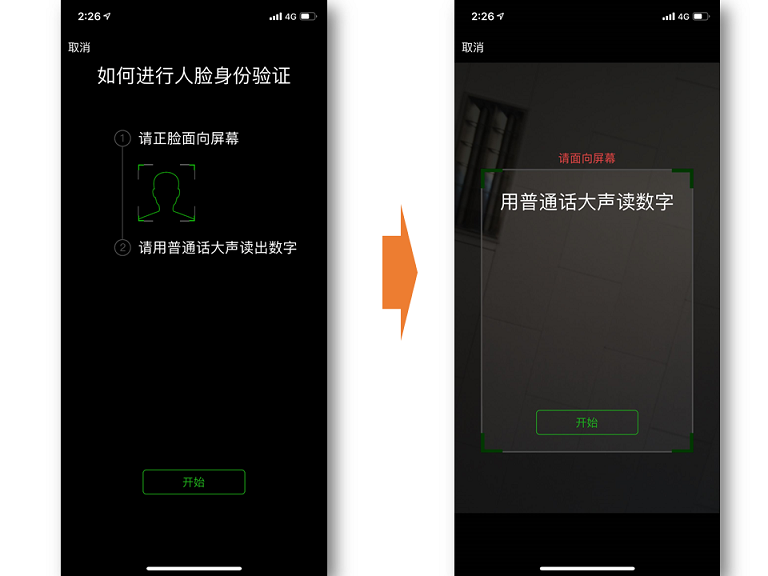 2:26
4G
取消
如何进行人脸身份验证
1
请正脸面向屏幕
2
请用普通话大声读出数字
开始
2:26
4G
取消
请面向屏幕
用普通话大声读数字
开始